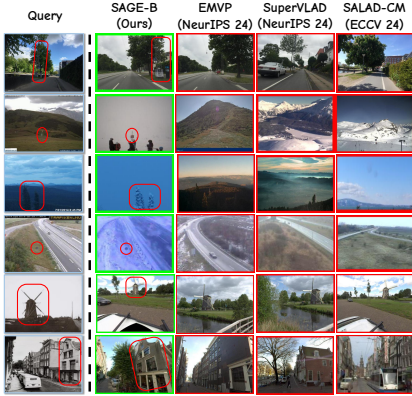 Query
SAGE-B
(Ours)
EMVP
(NeurIPS 24)
SuperVLAD
(NeurIPS 24)
SALAD-CM
(ECCV 24)